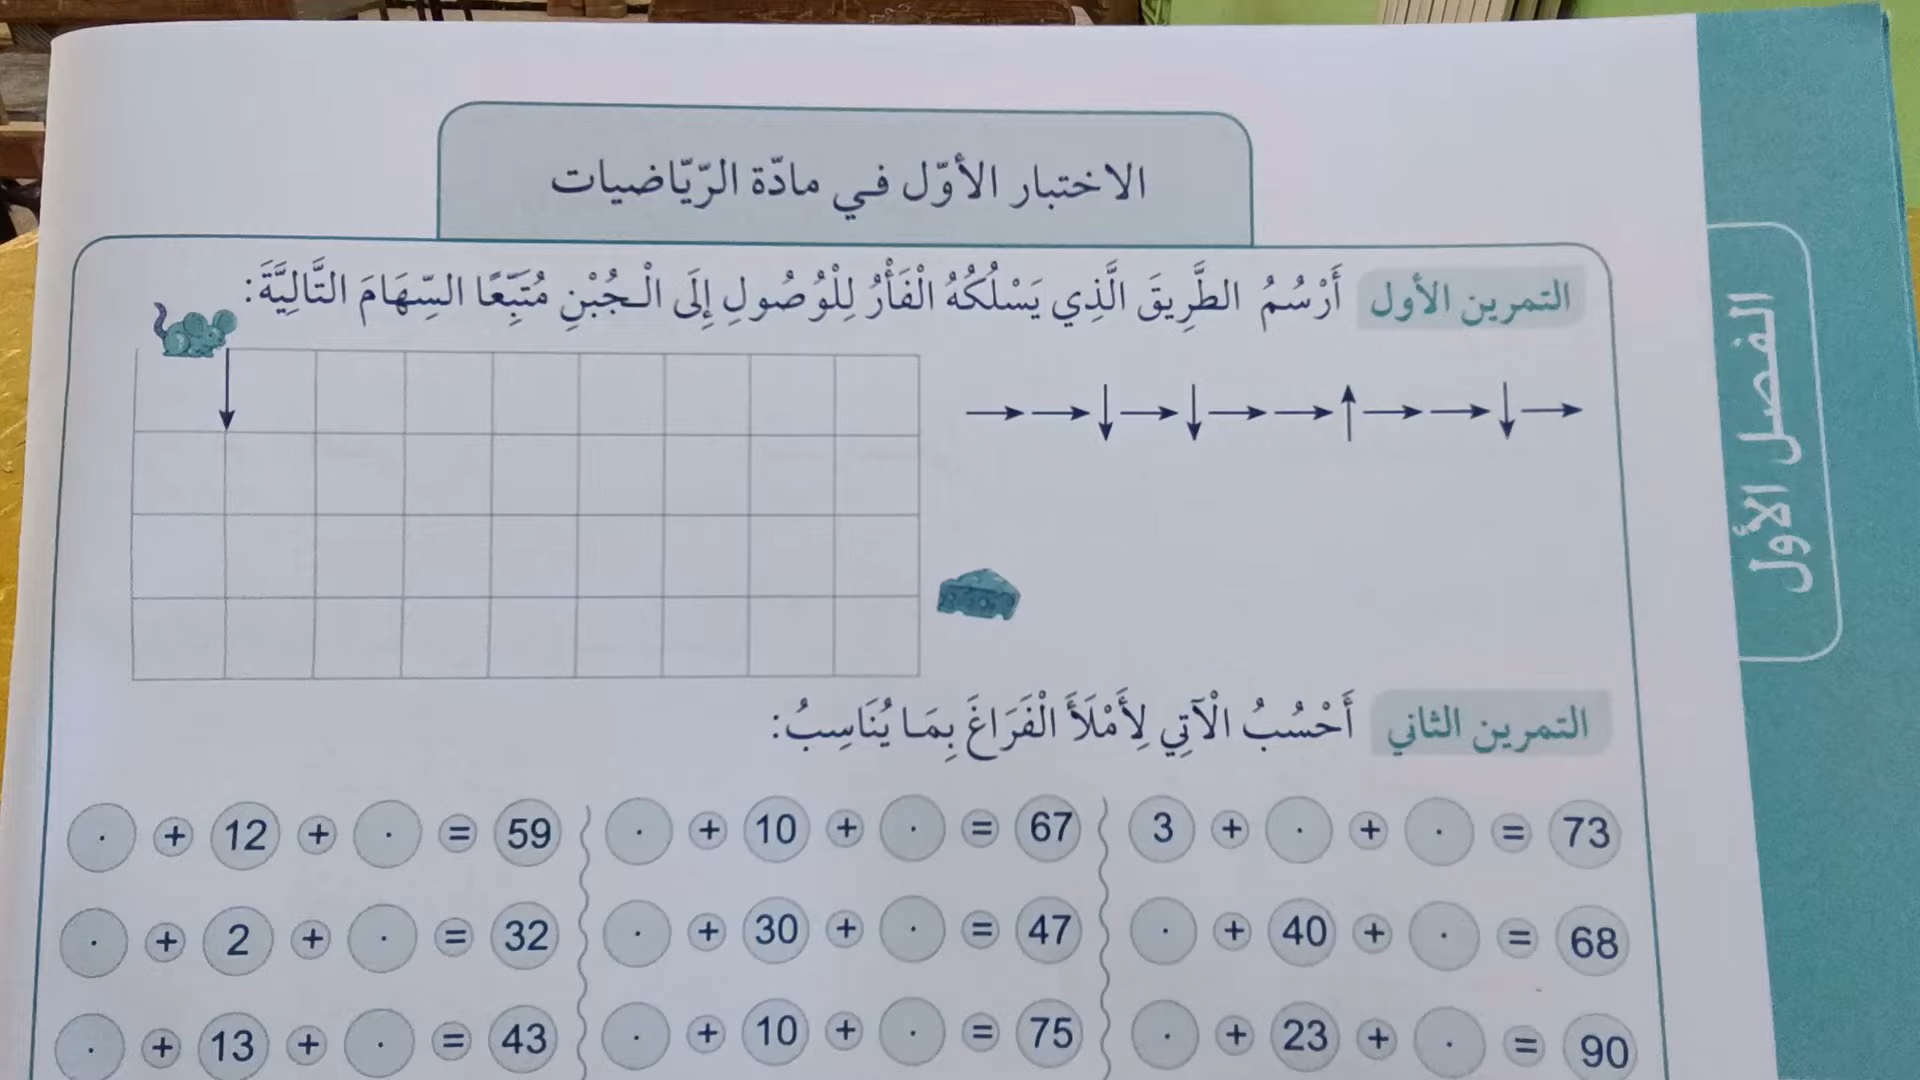 الاختبار الأوّل في مادّة الرّيّاضيات
التمرين الأول أَرْسُمُ الطَّرِيقَ الَّذِي يَسْلُكُهُ الْفَأْرُ لِلْوُصُولِ إِلَى الْجُبْنِ مُتَّبِعًا السِّهَامَ التَّالِيَّةَ:
→ → ↓ → ↓ → → ↑ → → ↓ →
الفصل الأول
التمرين الثاني أَحْسُبُ الْآتِي لِأَمْلَأَ الْفَرَاغَ بِمَا يُنَاسِبُ:
. + 12 + . = 59 . + 10 + . = 67 3 + . + . = 73
. + 2 + . = 32 . + 30 + . = 47 . + 40 + . = 68
. + 13 + . = 43 . + 10 + . = 75 . + 23 + . = 90